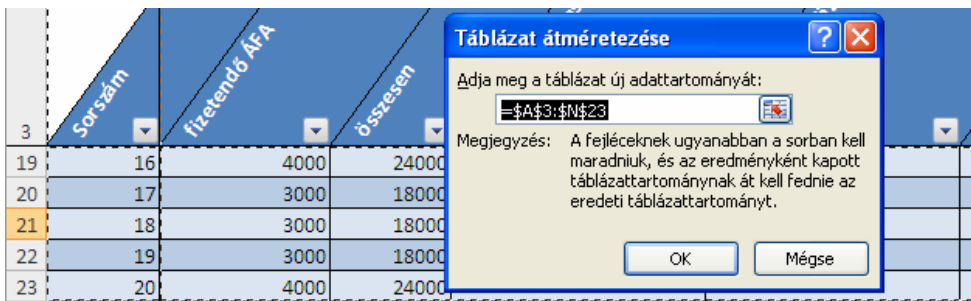 Sorszám
fizetendő ÁFA
összesen
Táblázat átméretezése
Adja meg a táblázat új adattartományát:
=$A$3:$N$23
Megjegyzés: A fejléceknek ugyanabban a sorban kell
maradniuk, és az eredményként kapott
táblázattartománynak át kell fednie az
eredeti táblázattartományt.
OK Mégse
3
19 16 4000 24000
20 17 3000 18000
21 18 3000 18000
22 19 3000 18000
23 20 4000 24000